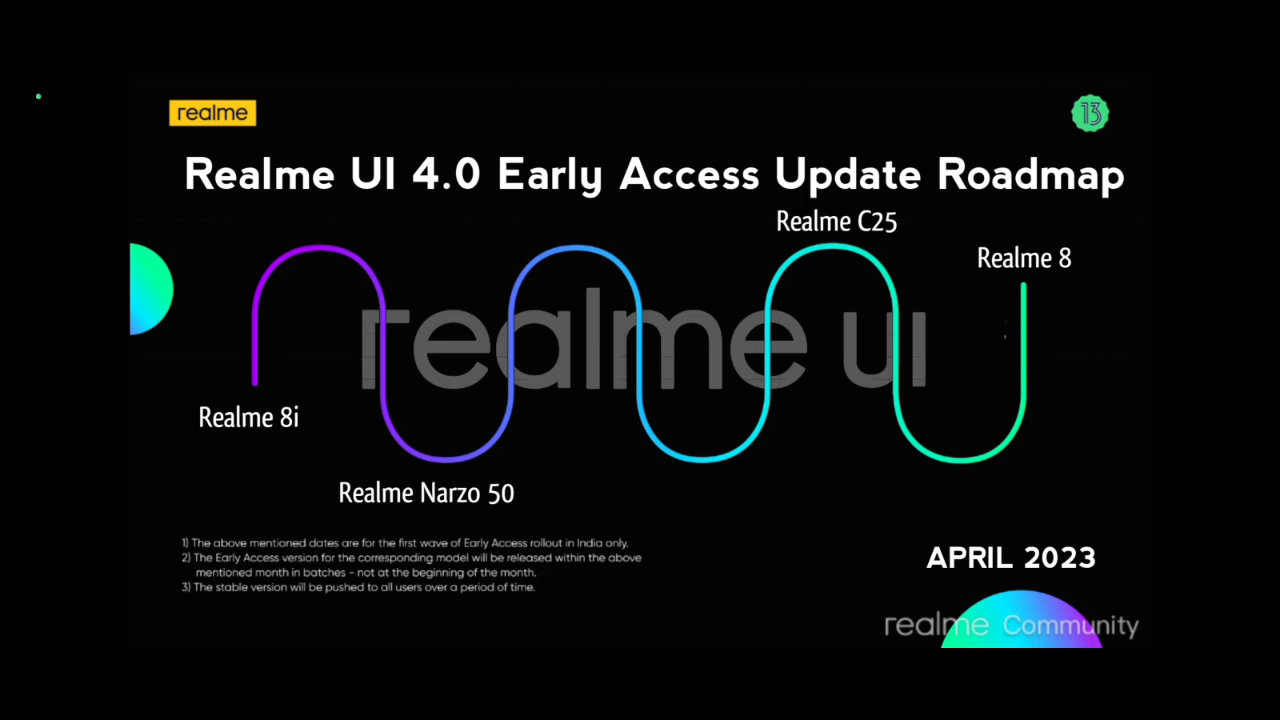 realme
13
Realme UI 4.0 Early Access Update Roadmap
Realme C25
Realme 8
realme UI
Realme 8i
Realme Narzo 50
1) The above mentioned dates are for the first wave of Early Access rollout in India only.
2) The Early Access version for the corresponding model will be released within the above
mentioned month in batches - not at the beginning of the month.
3) The stable version will be pushed to all users over a period of time.
APRIL 2023
realme Community